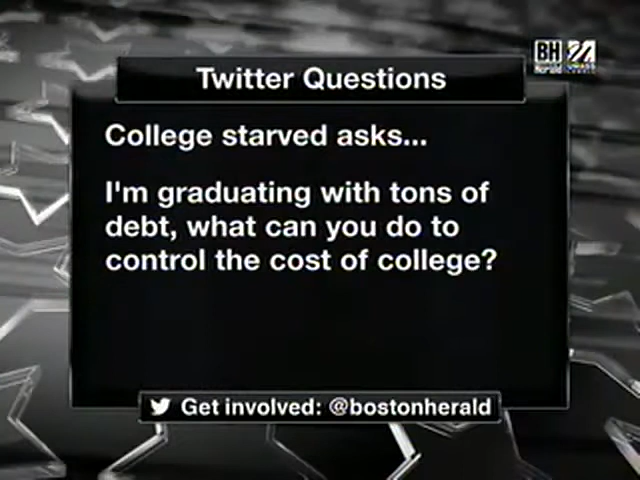 BH
Herald
Twitter Questions
College starved asks...
I'm graduating with tons of
debt, what can you do to
control the cost of college?
Get involved: @bostonherald